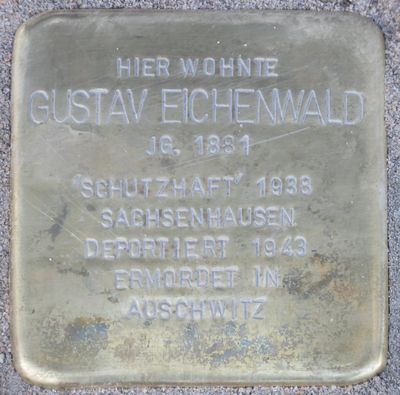 HIER WOHNTE
GUSTAV EICHENWALD
JG. 1881
'SCHUTZHAFT' 1938
SACHSENHAUSEN
DEPORTIERT 1943
ERMORDET IN
AUSCHWITZ